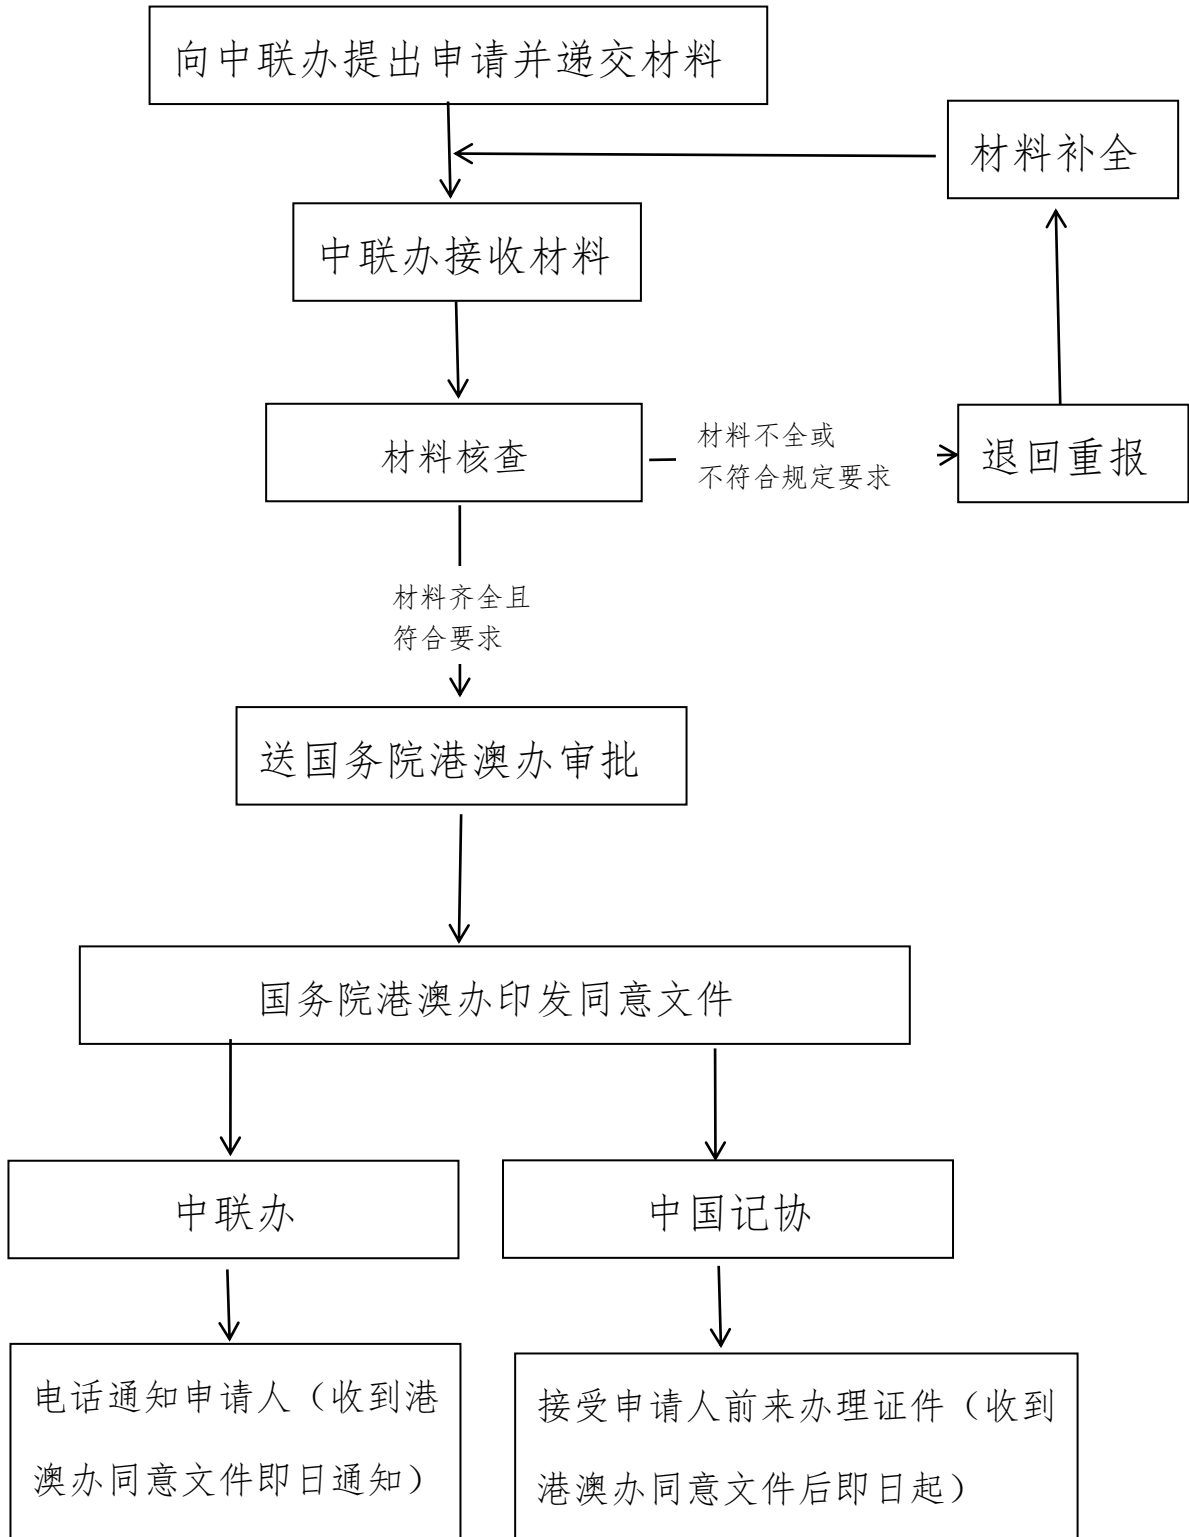 向中联办提出申请并递交材料
材料补全
中联办接收材料
材料核查
材料不全或
不符合规定要求
退回重报
材料齐全且
符合要求
送国务院港澳办审批
国务院港澳办印发同意文件
中联办
中国记协
电话通知申请人（收到港
澳办同意文件即日通知）
接受申请人前来办理证件（收到
港澳办同意文件后即日起）